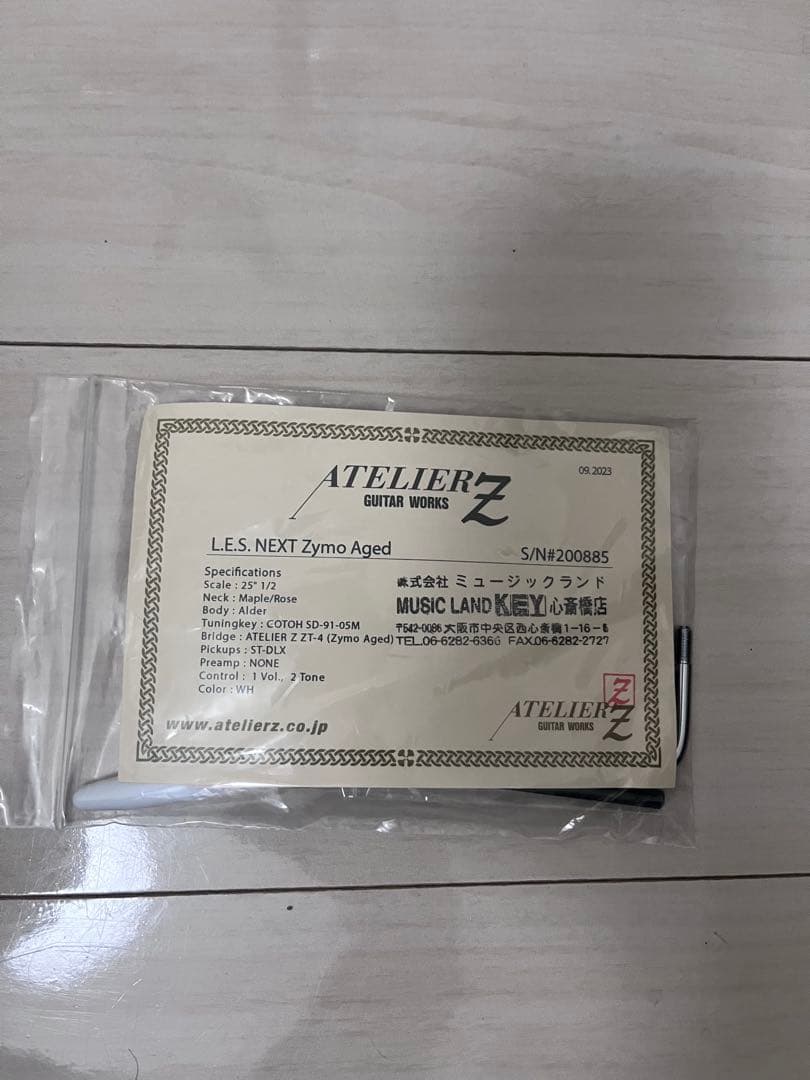 ATELIER Z
GUITAR WORKS
09.2023
L.E.S. NEXT Zymo Aged
S/N#200885
Specifications
Scale : 25" 1/2
Neck : Maple/Rose
Body : Alder
Tuningkey : COTOH SD-91-05M
Bridge : ATELIER Z ZT-4 (Zymo Aged)
Pickups : ST-DLX
Preamp : NONE
Control : 1 Vol., 2 Tone
Color : WH
株式会社 ミュージックランド
MUSIC LAND KEY 心斎橋店
〒542-0086 大阪市中央区西心斎橋1-16-6
TEL.06-6282-6366 FAX.06-6282-2727
www.atelierz.co.jp
Z
ATELIER Z
GUITAR WORKS